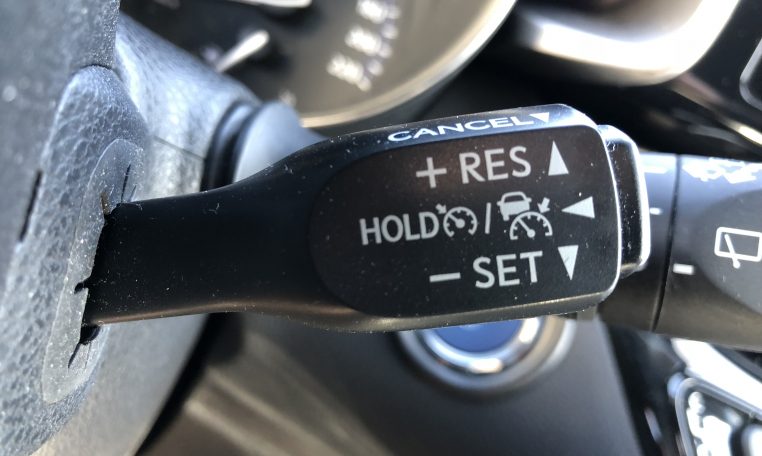 CANCEL▼
+ RES ▲
HOLD / ◀
− SET ▼